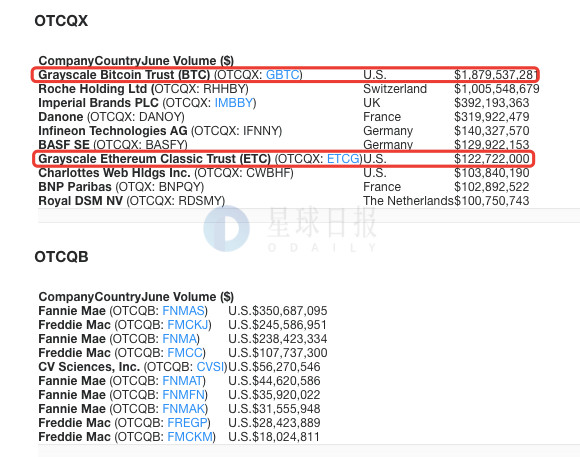 OTCQX
CompanyCountryJune Volume ($)
Grayscale Bitcoin Trust (BTC) (OTCQX: GBTC) U.S. $1,879,537,281
Roche Holding Ltd (OTCQX: RHHBY) Switzerland $1,005,548,679
Imperial Brands PLC (OTCQX: IMBBY) UK $392,193,363
Danone (OTCQX: DANOY) France $319,922,479
Infineon Technologies AG (OTCQX: IFNNY) Germany $140,327,570
BASF SE (OTCQX: BASFY) Germany $129,922,153
Grayscale Ethereum Classic Trust (ETC) (OTCQX: ETCG) U.S. $122,722,000
Charlottes Web Hldgs Inc. (OTCQX: CWBHF) U.S. $103,840,190
BNP Paribas (OTCQX: BNPQY) France $102,892,522
Royal DSM NV (OTCQX: RDSMY) The Netherlands $100,750,743
星球日报
ODAILY
OTCQB
CompanyCountryJune Volume ($)
Fannie Mae (OTCQB: FNMAS) U.S.$350,687,095
Freddie Mac (OTCQB: FMCKJ) U.S.$245,586,951
Fannie Mae (OTCQB: FNMA) U.S.$238,423,334
Freddie Mac (OTCQB: FMCC) U.S.$107,737,300
CV Sciences, Inc. (OTCQB: CVSI) U.S.$56,270,546
Fannie Mae (OTCQB: FNMAT) U.S.$44,620,586
Fannie Mae (OTCQB: FNMFN) U.S.$35,920,022
Fannie Mae (OTCQB: FNMAK) U.S.$31,555,948
Freddie Mac (OTCQB: FREGP) U.S.$28,423,889
Freddie Mac (OTCQB: FMCKM) U.S.$18,024,811